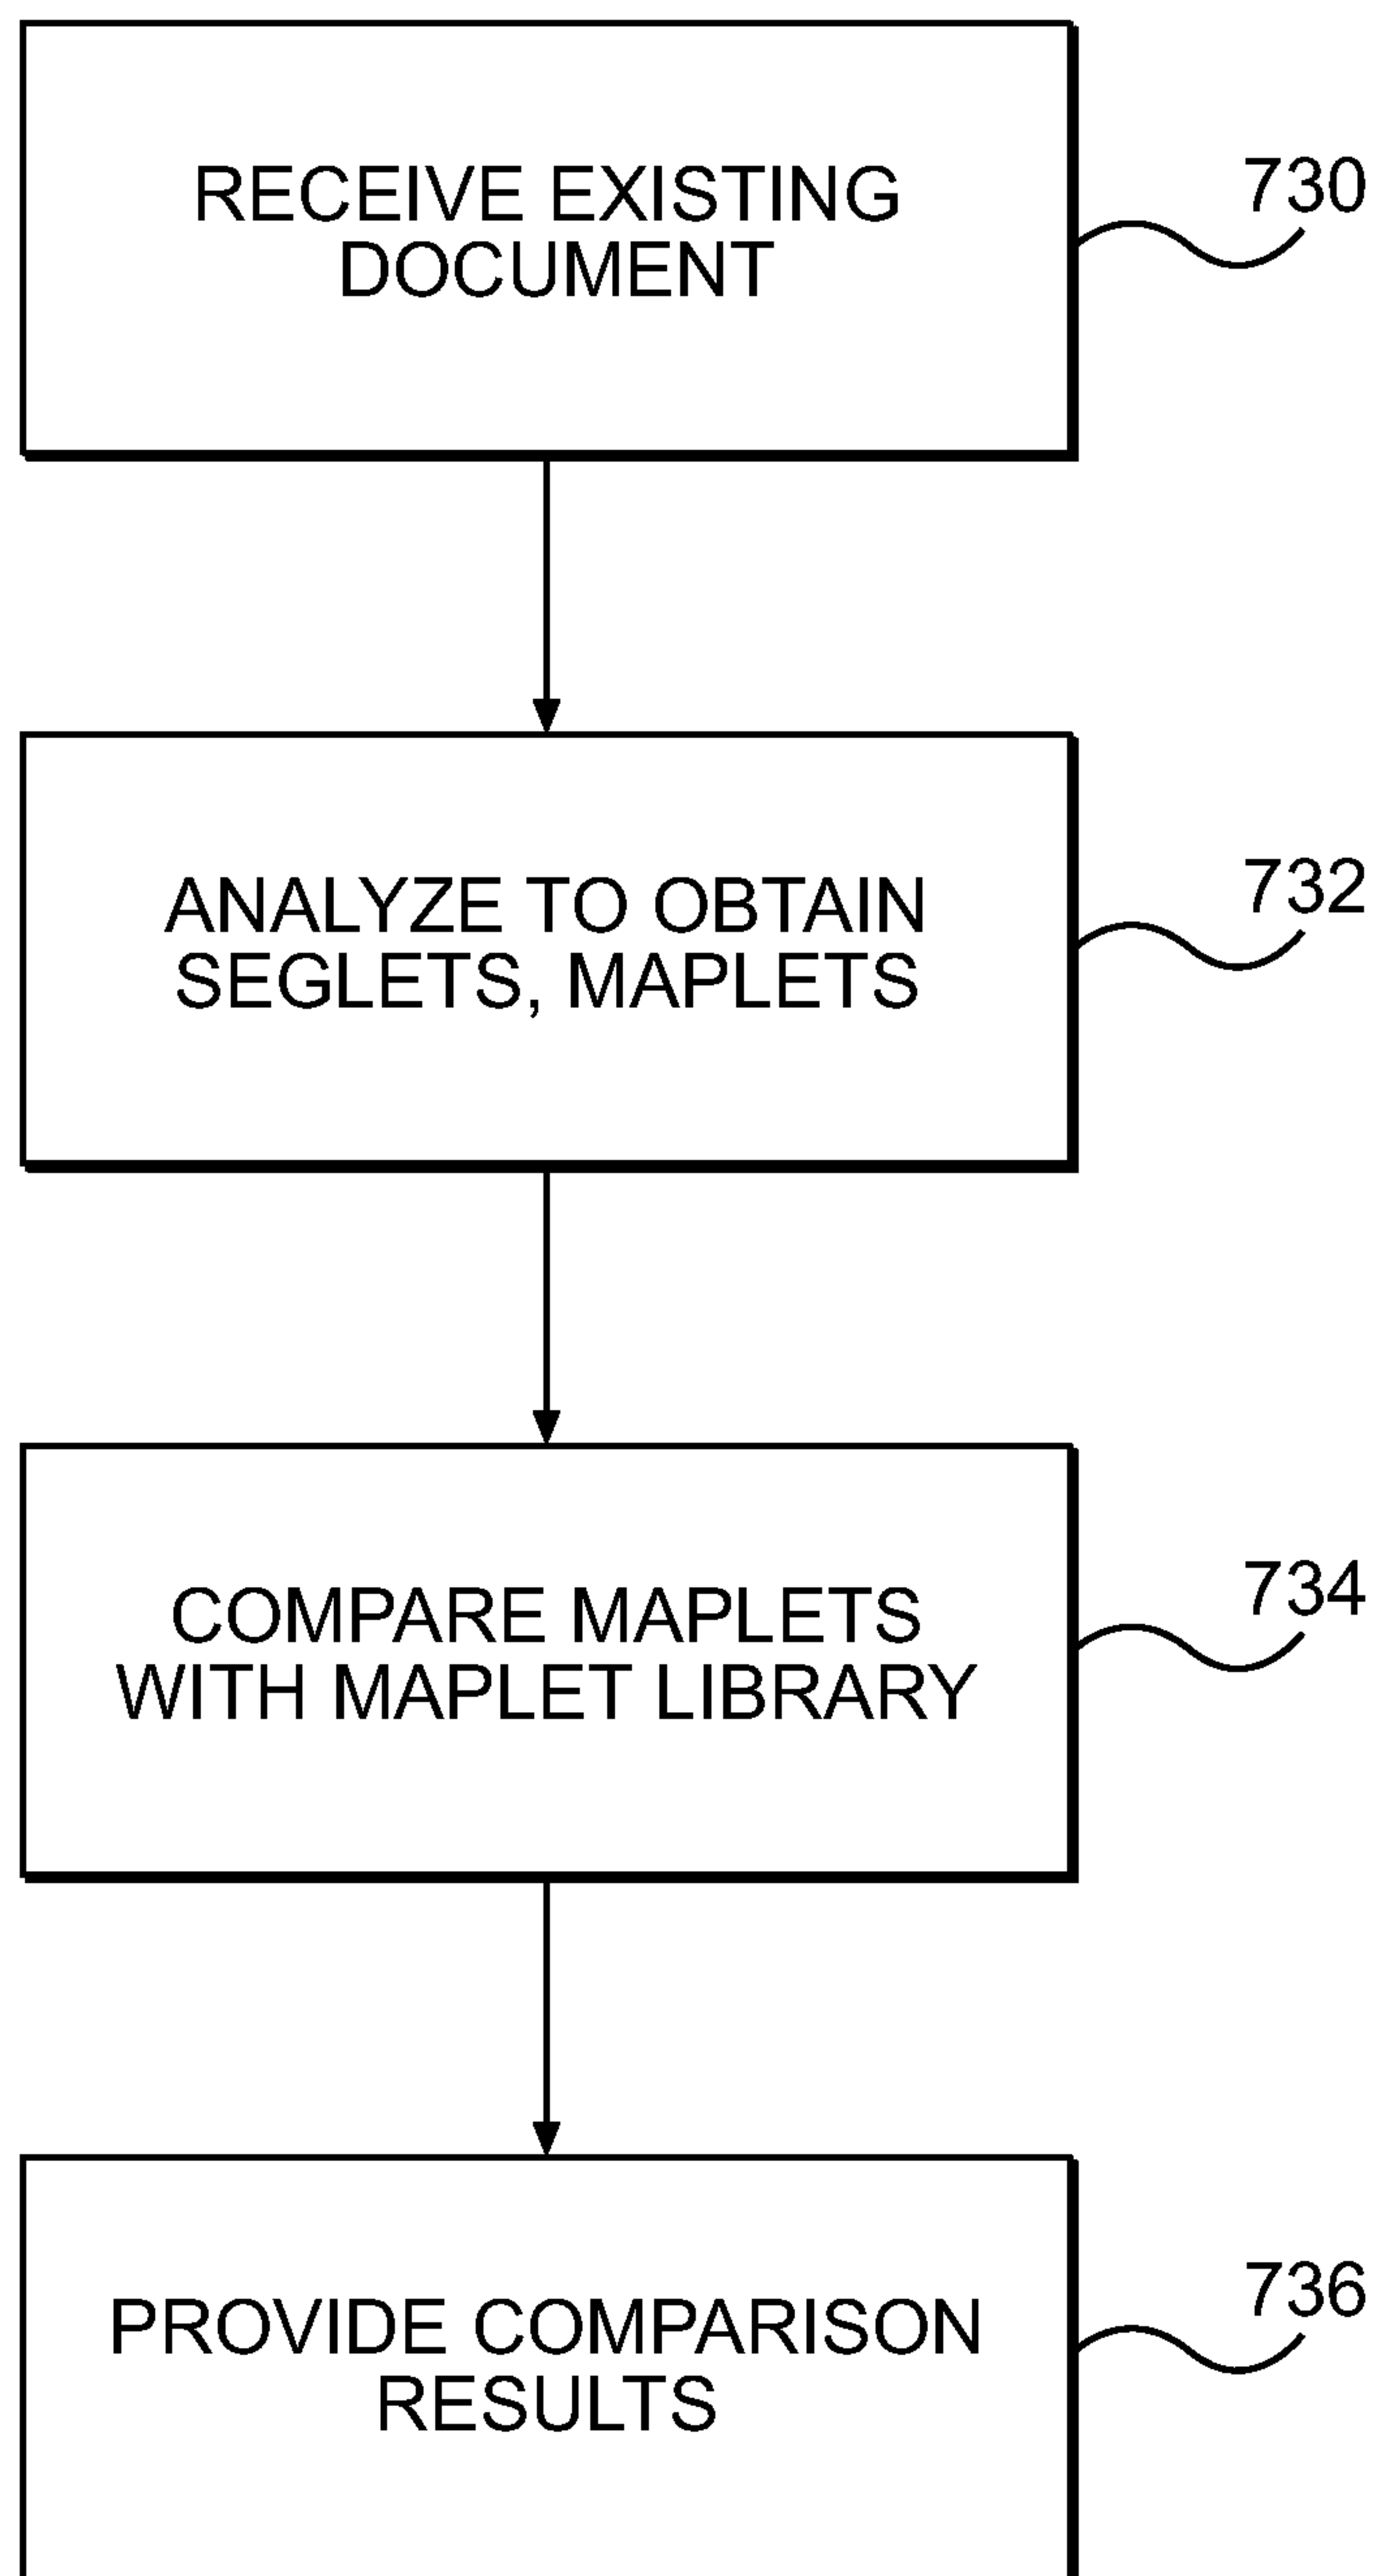 RECEIVE EXISTING
DOCUMENT
730
ANALYZE TO OBTAIN
SEGLETS, MAPLETS
732
COMPARE MAPLETS
WITH MAPLET LIBRARY
734
PROVIDE COMPARISON
RESULTS
736